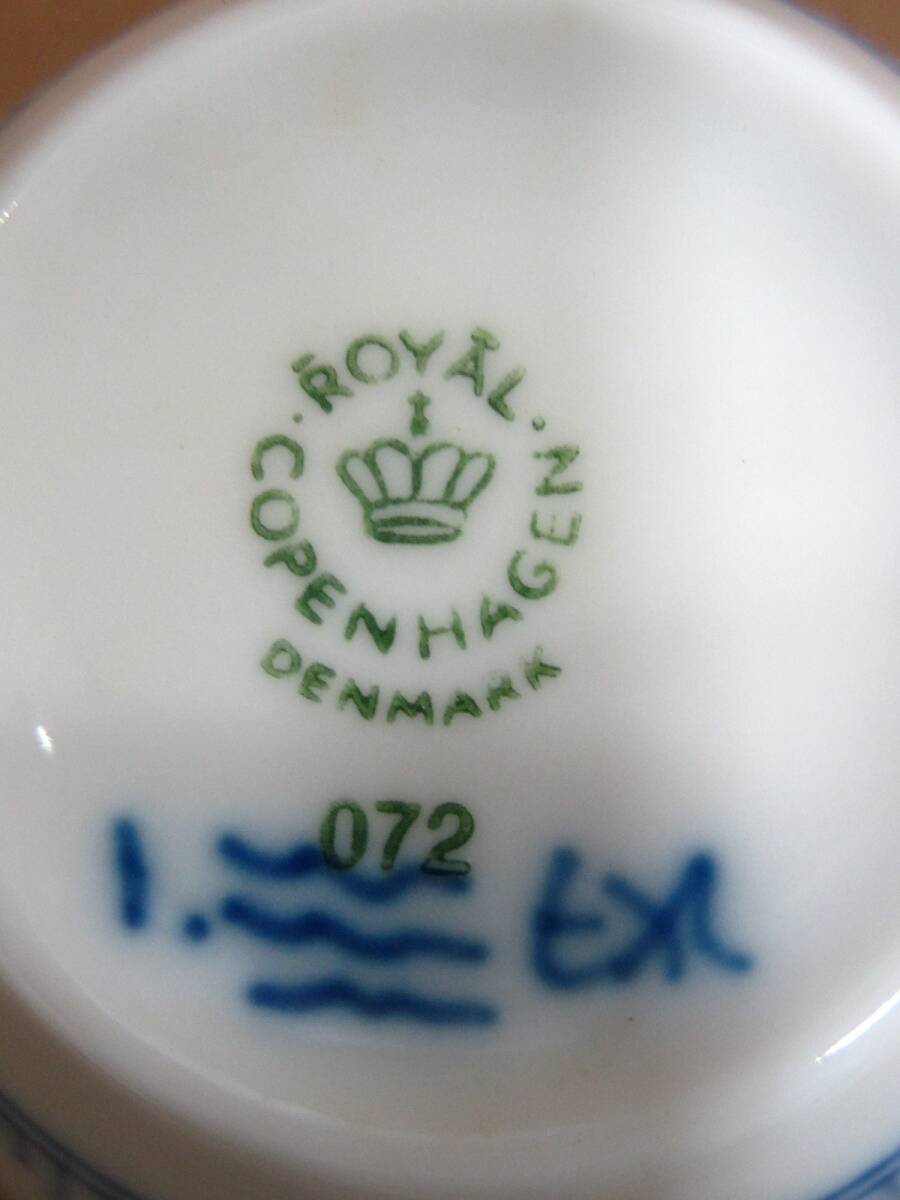 ROYAL
COPENHAGEN
DENMARK
072
1.